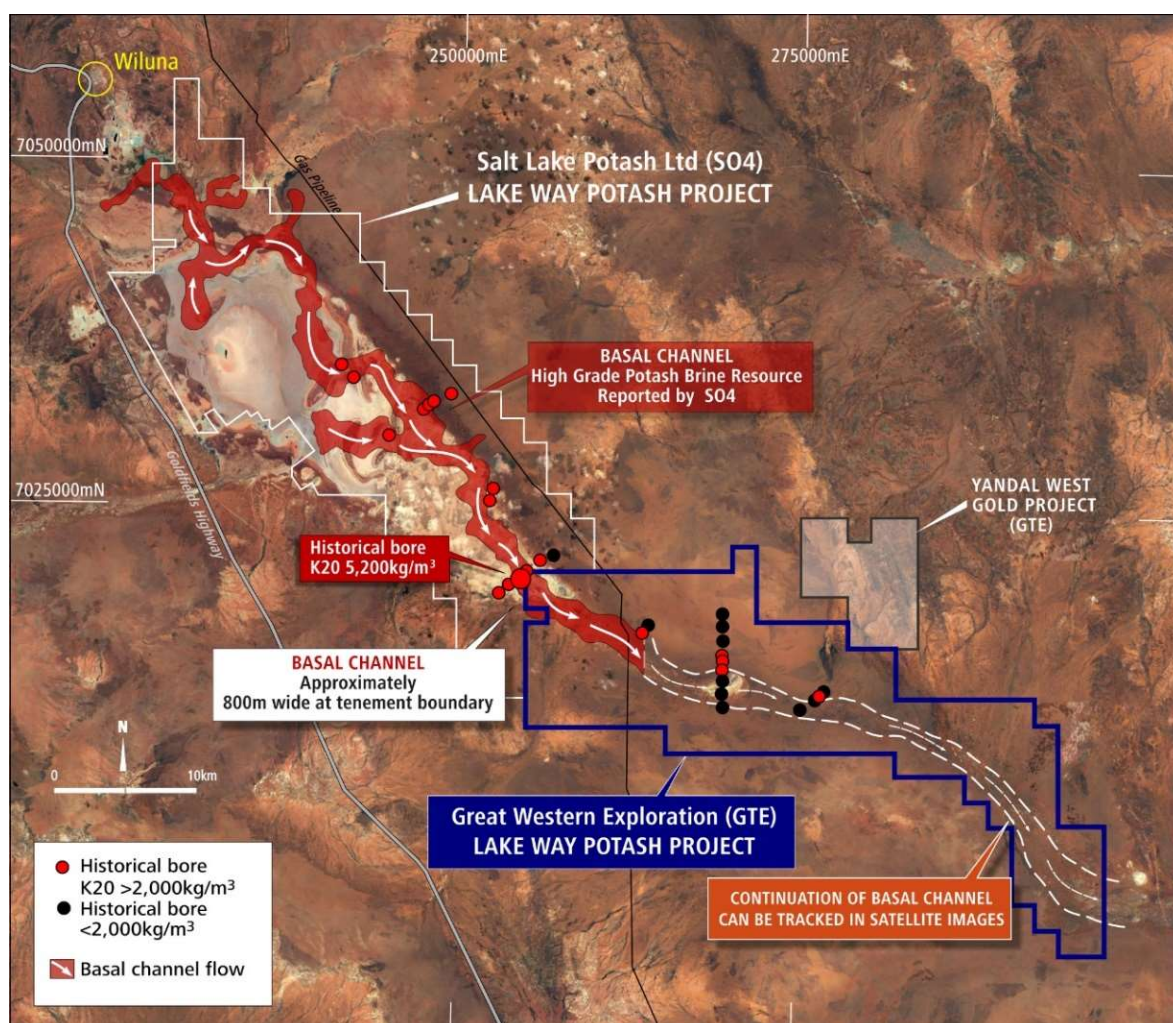 250000mE
275000mE
Wiluna
7050000mN
Gas Pipeline
Salt Lake Potash Ltd (SO4)
LAKE WAY POTASH PROJECT
BASAL CHANNEL
High Grade Potash Brine Resource
Reported by SO4
7025000mN
Goldfields Highway
YANDAL WEST
GOLD PROJECT
(GTE)
Historical bore
K20 5,200kg/m³
BASAL CHANNEL
Approximately
800m wide at tenement boundary
N
0 10km
Great Western Exploration (GTE)
LAKE WAY POTASH PROJECT
CONTINUATION OF BASAL CHANNEL
CAN BE TRACKED IN SATELLITE IMAGES
Historical bore
K20 >2,000kg/m³
Historical bore
<2,000kg/m³
Basal channel flow